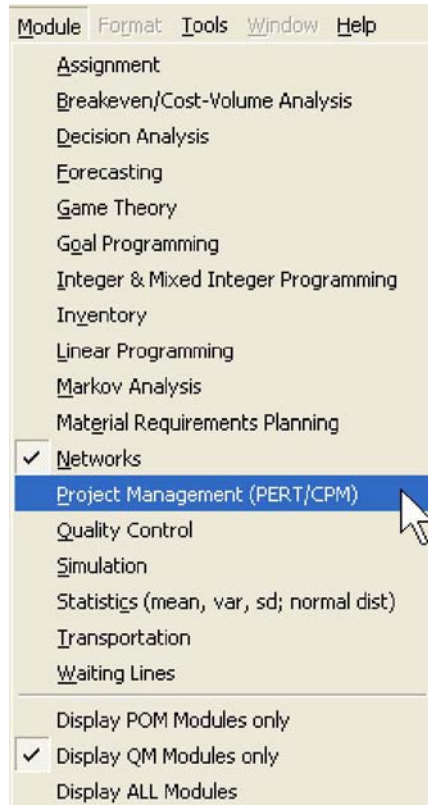 Module Format Tools Window Help
Assignment
Breakeven/Cost-Volume Analysis
Decision Analysis
Forecasting
Game Theory
Goal Programming
Integer & Mixed Integer Programming
Inventory
Linear Programming
Markov Analysis
Material Requirements Planning
Networks
Project Management (PERT/CPM)
Quality Control
Simulation
Statistics (mean, var, sd; normal dist)
Transportation
Waiting Lines
Display POM Modules only
Display QM Modules only
Display ALL Modules